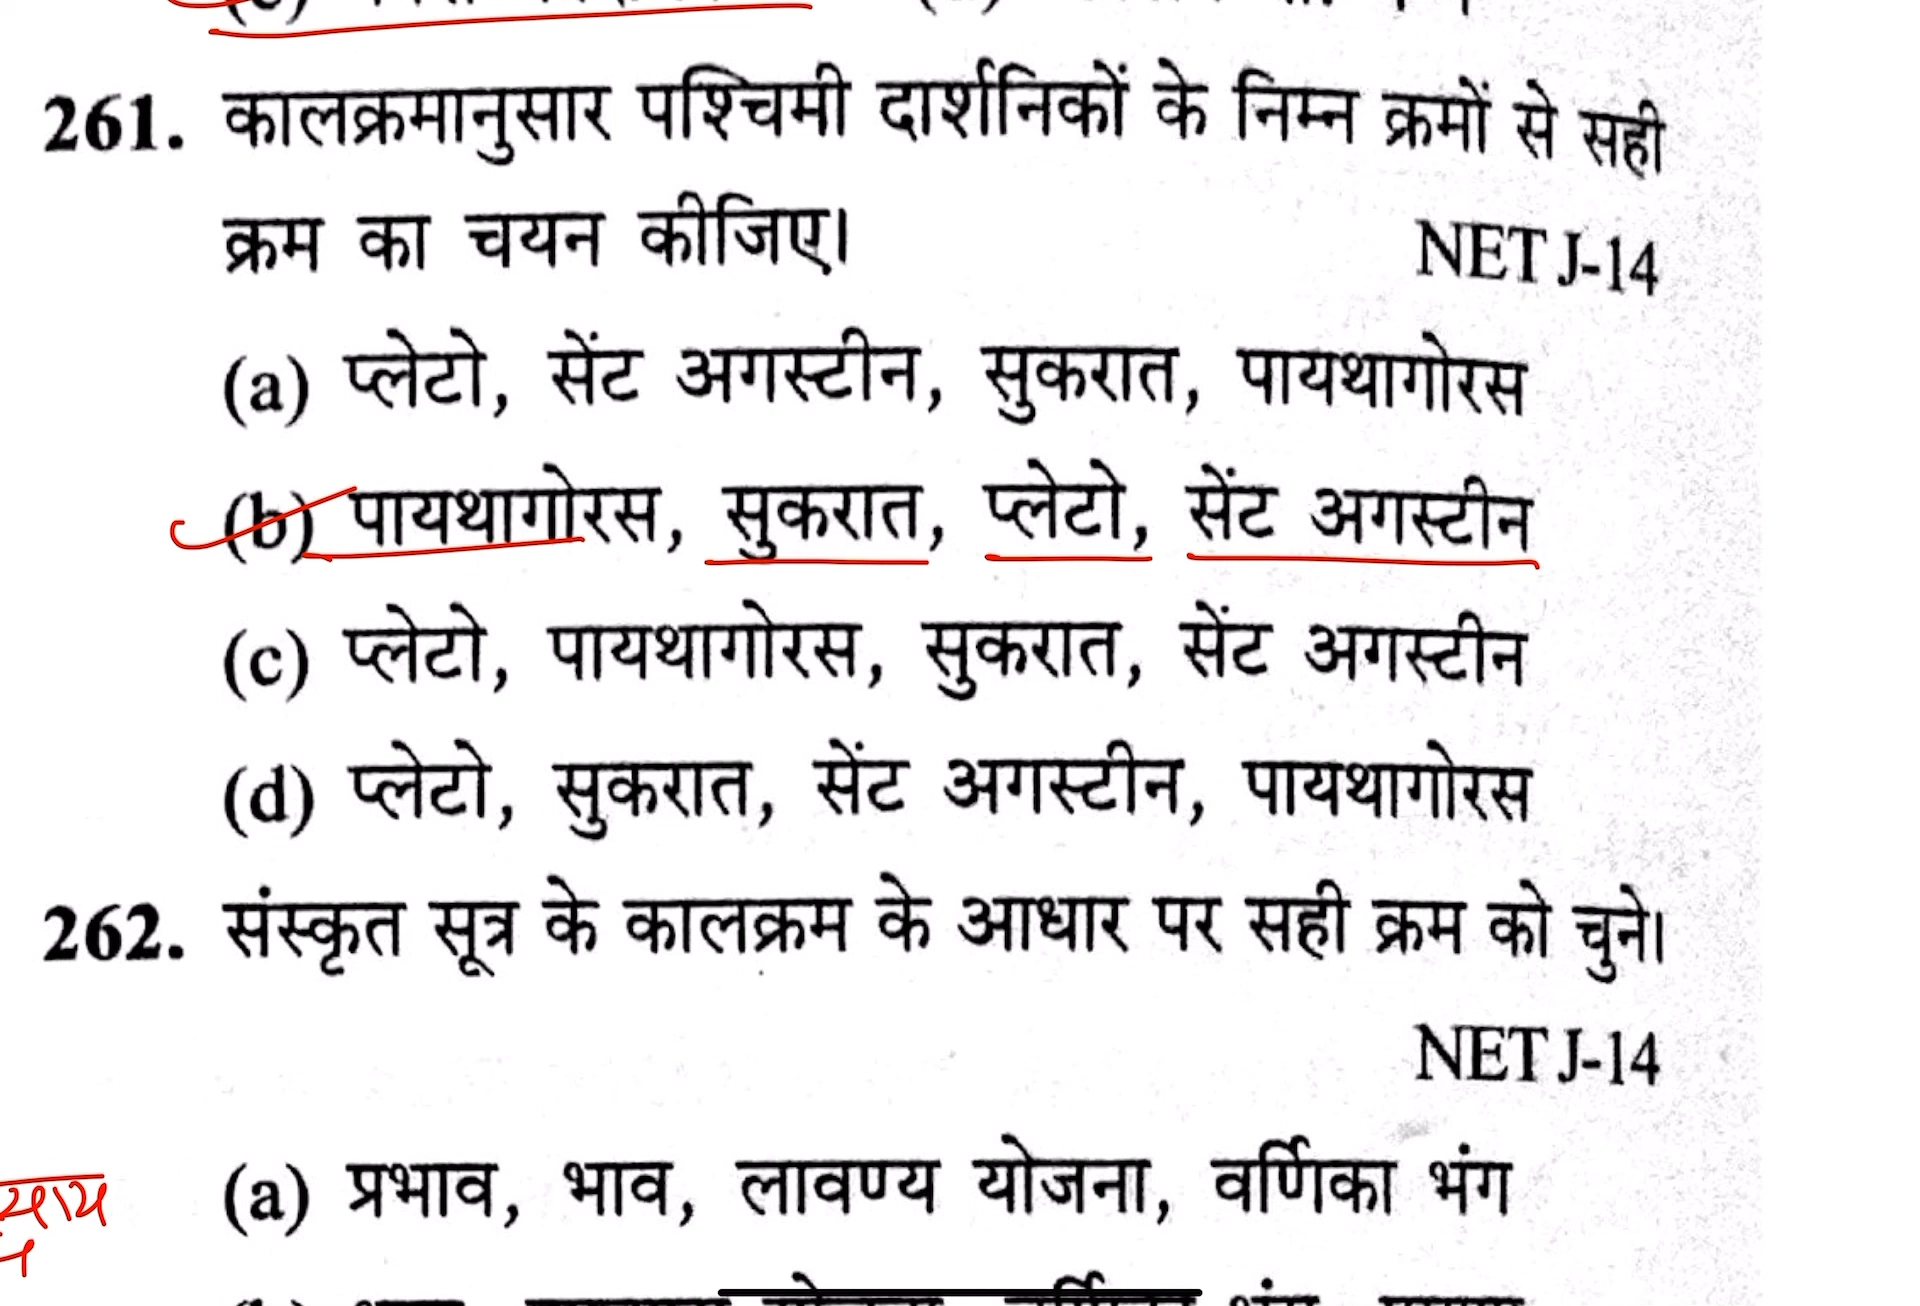 261. कालक्रमानुसार पश्चिमी दार्शनिकों के निम्न क्रमों से सही
क्रम का चयन कीजिए। NET J-14
(a) प्लेटो, सेंट अगस्टीन, सुकरात, पायथागोरस
(b) पायथागोरस, सुकरात, प्लेटो, सेंट अगस्टीन
(c) प्लेटो, पायथागोरस, सुकरात, सेंट अगस्टीन
(d) प्लेटो, सुकरात, सेंट अगस्टीन, पायथागोरस
262. संस्कृत सूत्र के कालक्रम के आधार पर सही क्रम को चुने।
NET J-14
(a) प्रभाव, भाव, लावण्य योजना, वर्णिका भंग